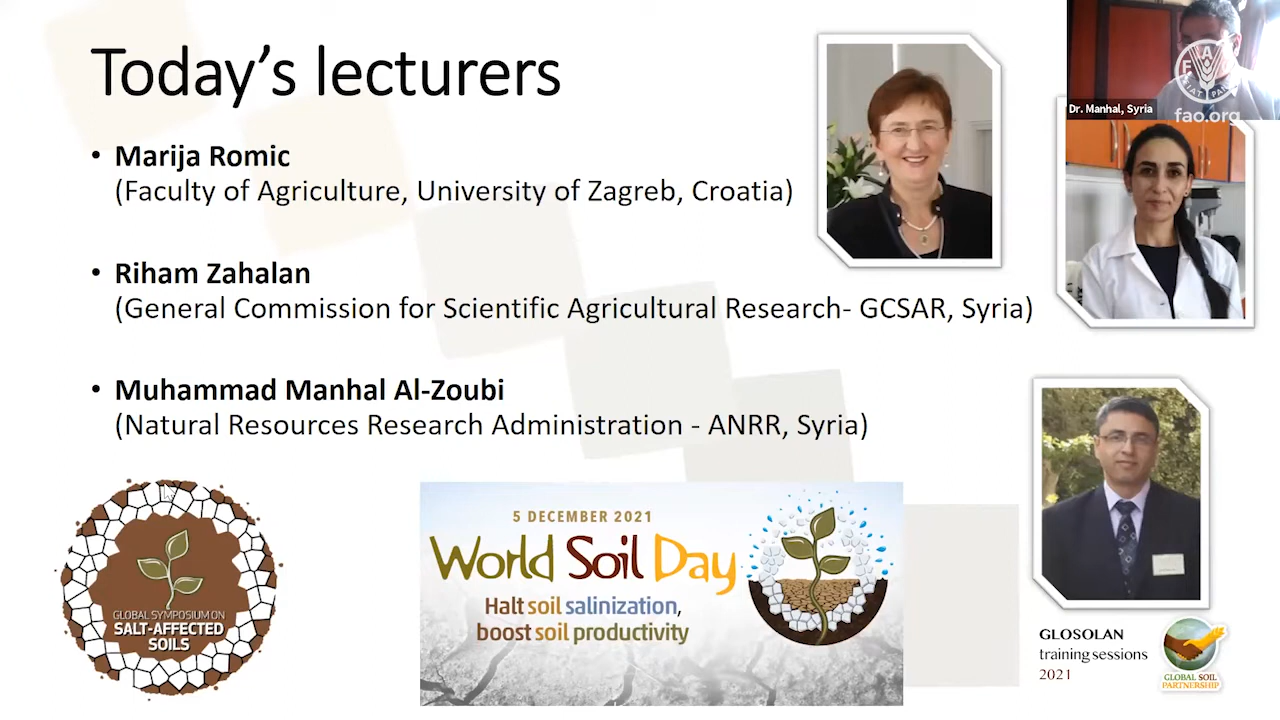 Today's lecturers
• Marija Romic
(Faculty of Agriculture, University of Zagreb, Croatia)
• Riham Zahalan
(General Commission for Scientific Agricultural Research- GCSAR, Syria)
• Muhammad Manhal Al-Zoubi
(Natural Resources Research Administration - ANRR, Syria)
Dr. Manhal, Syria
FAO
FIAT PANIS
fao.org
GLOBAL SYMPOSIUM ON
SALT-AFFECTED
SOILS
5 DECEMBER 2021
World Soil Day
Halt soil salinization,
boost soil productivity
GLOSOLAN
training sessions
2021
GLOBAL SOIL
PARTNERSHIP